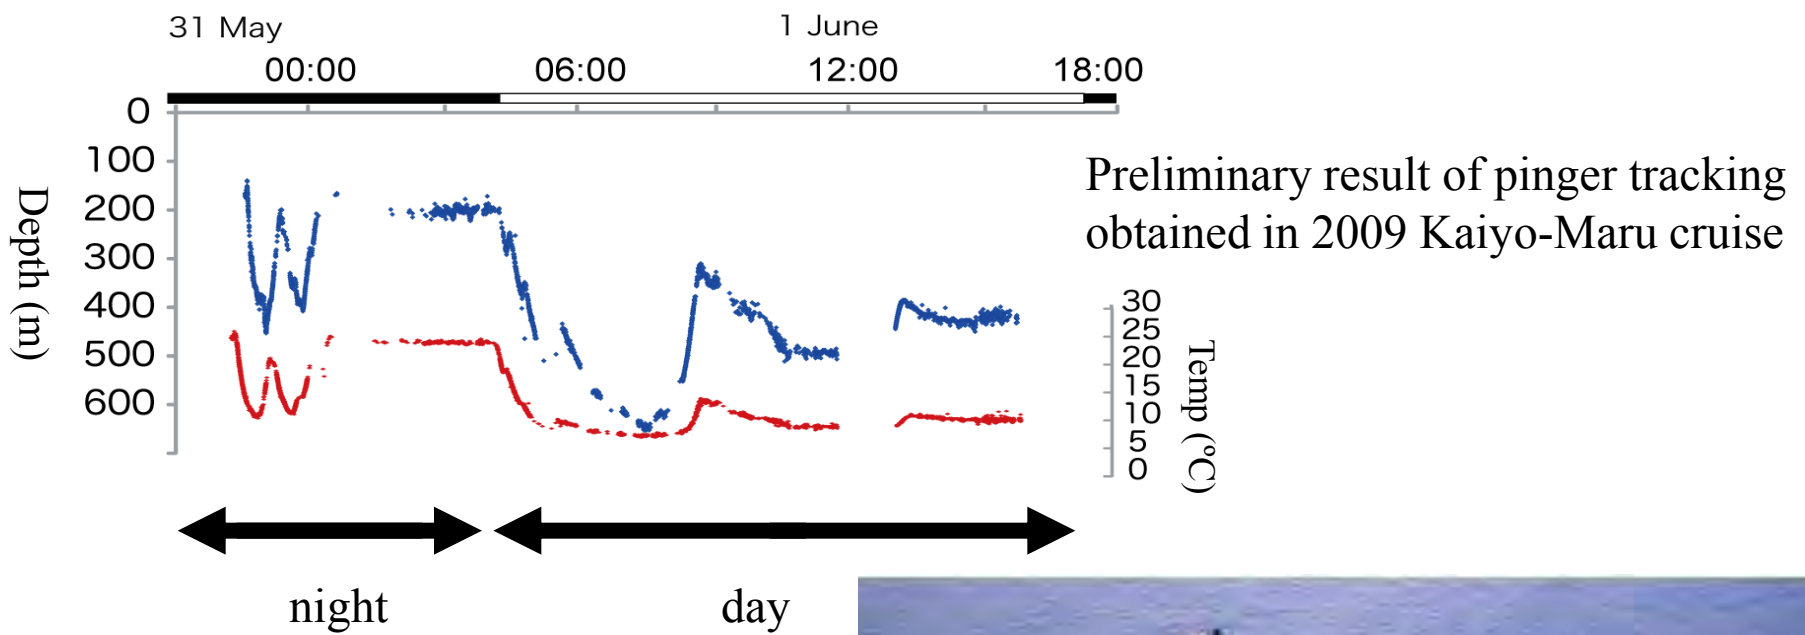 31 May 1 June
00:00 06:00 12:00 18:00
0
100
200
300
400
500
600
Depth (m)
Preliminary result of pinger tracking
obtained in 2009 Kaiyo-Maru cruise
30
25
20
15
10
5
0
Temp (°C)
night day